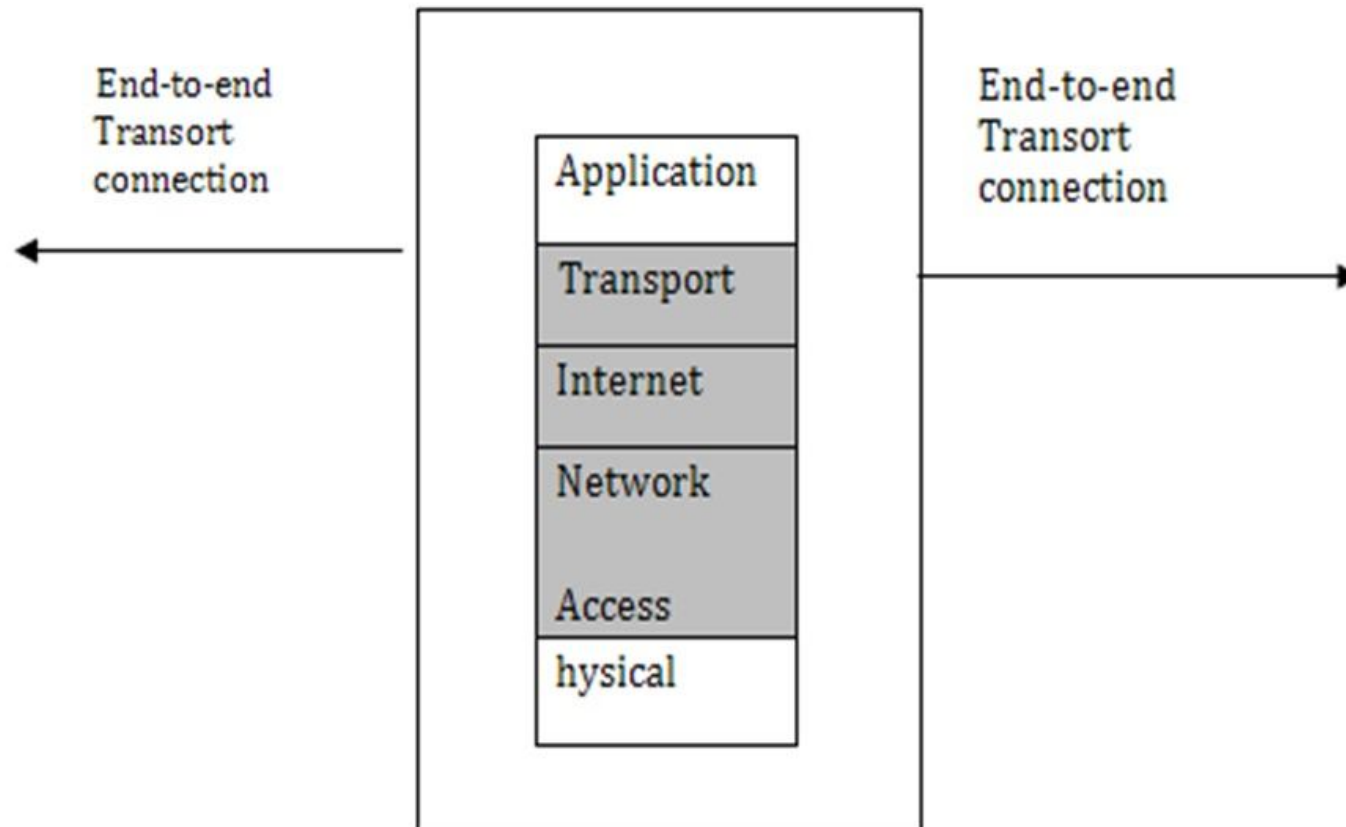 End-to-end
Transort
connection
Application
Transport
Internet
Network
Access
hysical
End-to-end
Transort
connection